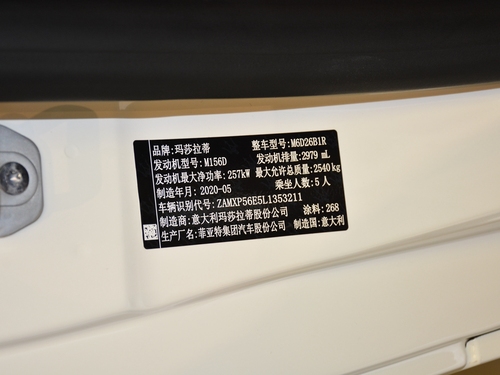 品牌:玛莎拉蒂 整车型号:M6D26B1R
发动机型号:M156D 发动机排量:2979 mL
发动机最大净功率:257kW 最大允许总质量:2540kg
制造年月:2020-05 乘坐人数:5 人
车辆识别代号:ZAMXP56E5L1353211
制造商:意大利玛莎拉蒂股份公司 涂料:268
生产厂名:菲亚特集团汽车股份公司 制造国:意大利